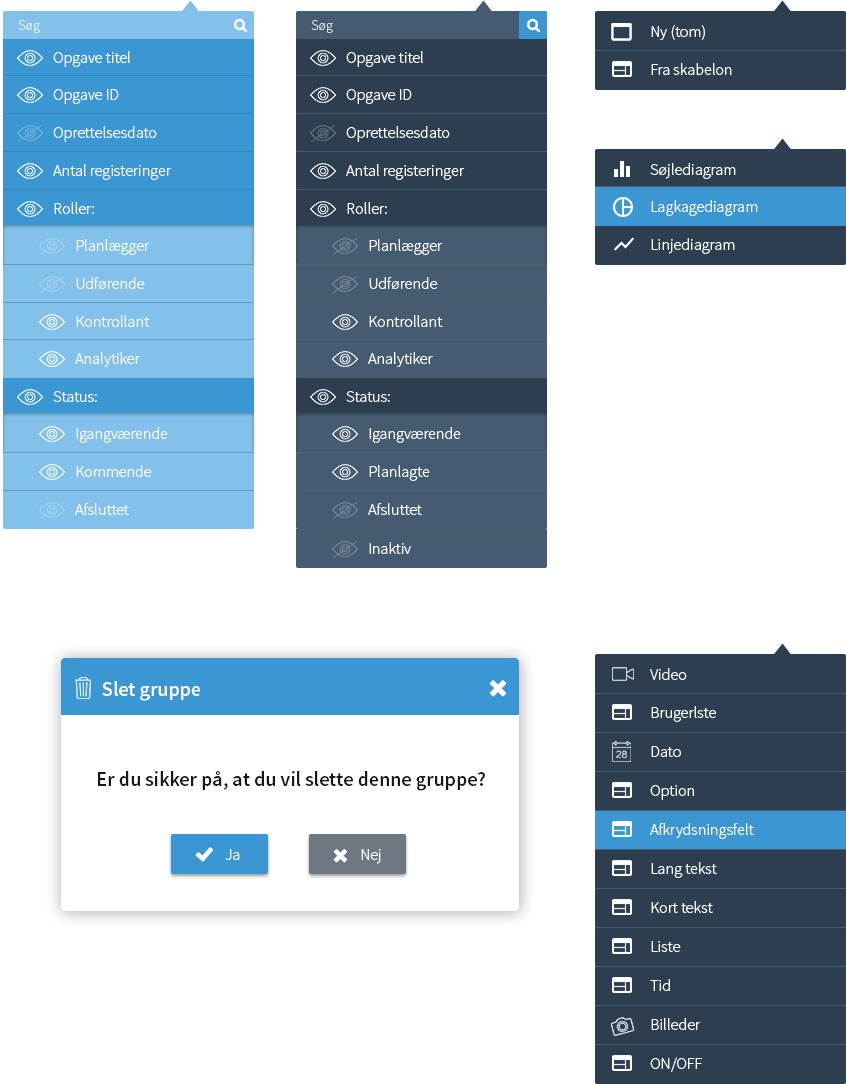 Søg
Opgave titel
Opgave ID
Oprettelsesdato
Antal registeringer
Roller:
Planlægger
Udførende
Kontrollant
Analytiker
Status:
Igangværende
Kommende
Afsluttet
Søg
Opgave titel
Opgave ID
Oprettelsesdato
Antal registeringer
Roller:
Planlægger
Udførende
Kontrollant
Analytiker
Status:
Igangværende
Planlagte
Afsluttet
Inaktiv
Ny (tom)
Fra skabelon
Søjlediagram
Lagkagediagram
Linjediagram
Slet gruppe
Er du sikker på, at du vil slette denne gruppe?
Ja
Nej
Video
Brugerlste
28
Dato
Option
Afkrydsningsfelt
Lang tekst
Kort tekst
Liste
Tid
Billeder
ON/OFF